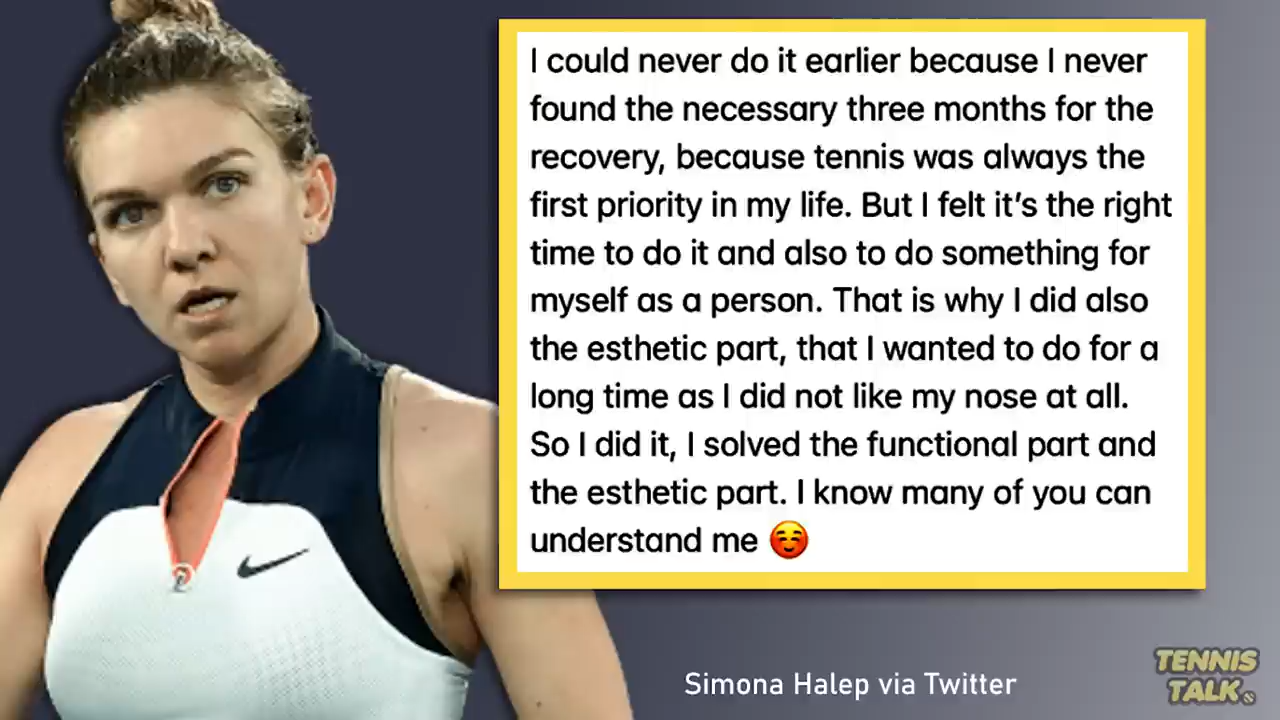 I could never do it earlier because I never
found the necessary three months for the
recovery, because tennis was always the
first priority in my life. But I felt it’s the right
time to do it and also to do something for
myself as a person. That is why I did also
the esthetic part, that I wanted to do for a
long time as I did not like my nose at all.
So I did it, I solved the functional part and
the esthetic part. I know many of you can
understand me ☺️
Simona Halep via Twitter
TENNIS
TALK